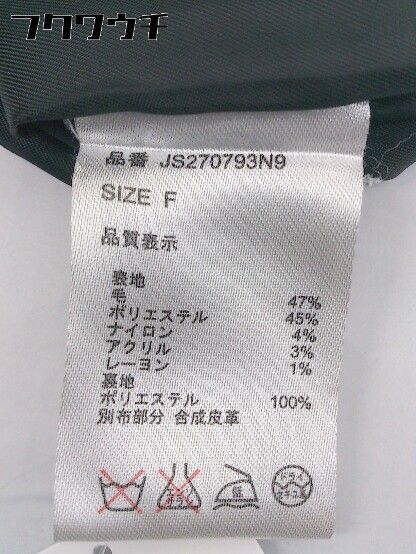 フクウウチ
品番 JS270793N9
SIZE F
品質表示
表地
毛 47%
ポリエステル 45%
ナイロン 4%
アクリル 3%
レーヨン 1%
裏地
ポリエステル 100%
別布部分 合成皮革